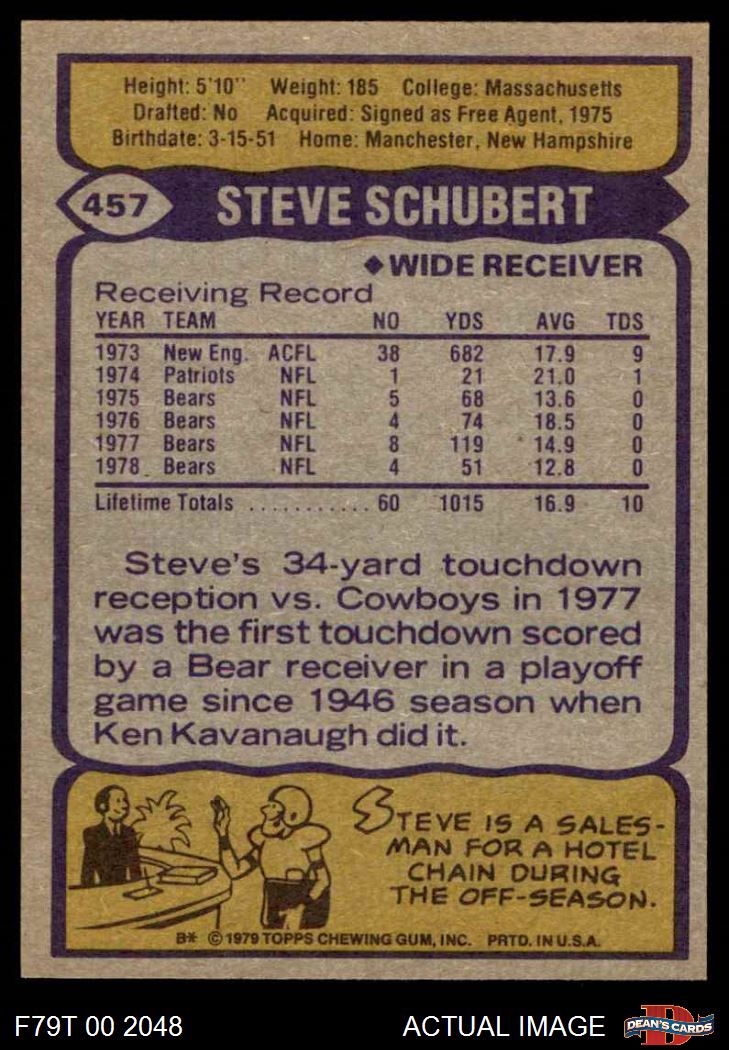 Height: 5'10" Weight: 185 College: Massachusetts
Drafted: No Acquired: Signed as Free Agent, 1975
Birthdate: 3-15-51 Home: Manchester, New Hampshire
457 STEVE SCHUBERT
◆WIDE RECEIVER
Receiving Record
YEAR TEAM NO YDS AVG TDS
1973 New Eng. ACFL 38 682 17.9 9
1974 Patriots NFL 1 21 21.0 1
1975 Bears NFL 5 68 13.6 0
1976 Bears NFL 4 74 18.5 0
1977 Bears NFL 8 119 14.9 0
1978 Bears NFL 4 51 12.8 0
Lifetime Totals ........... 60 1015 16.9 10
Steve's 34-yard touchdown
reception vs. Cowboys in 1977
was the first touchdown scored
by a Bear receiver in a playoff
game since 1946 season when
Ken Kavanaugh did it.
STEVE IS A SALES-
MAN FOR A HOTEL
CHAIN DURING
THE OFF-SEASON.
B* © 1979 TOPPS CHEWING GUM, INC. PRTD. IN U.S.A.
F79T 00 2048 ACTUAL IMAGE D DEAN'S CARDS